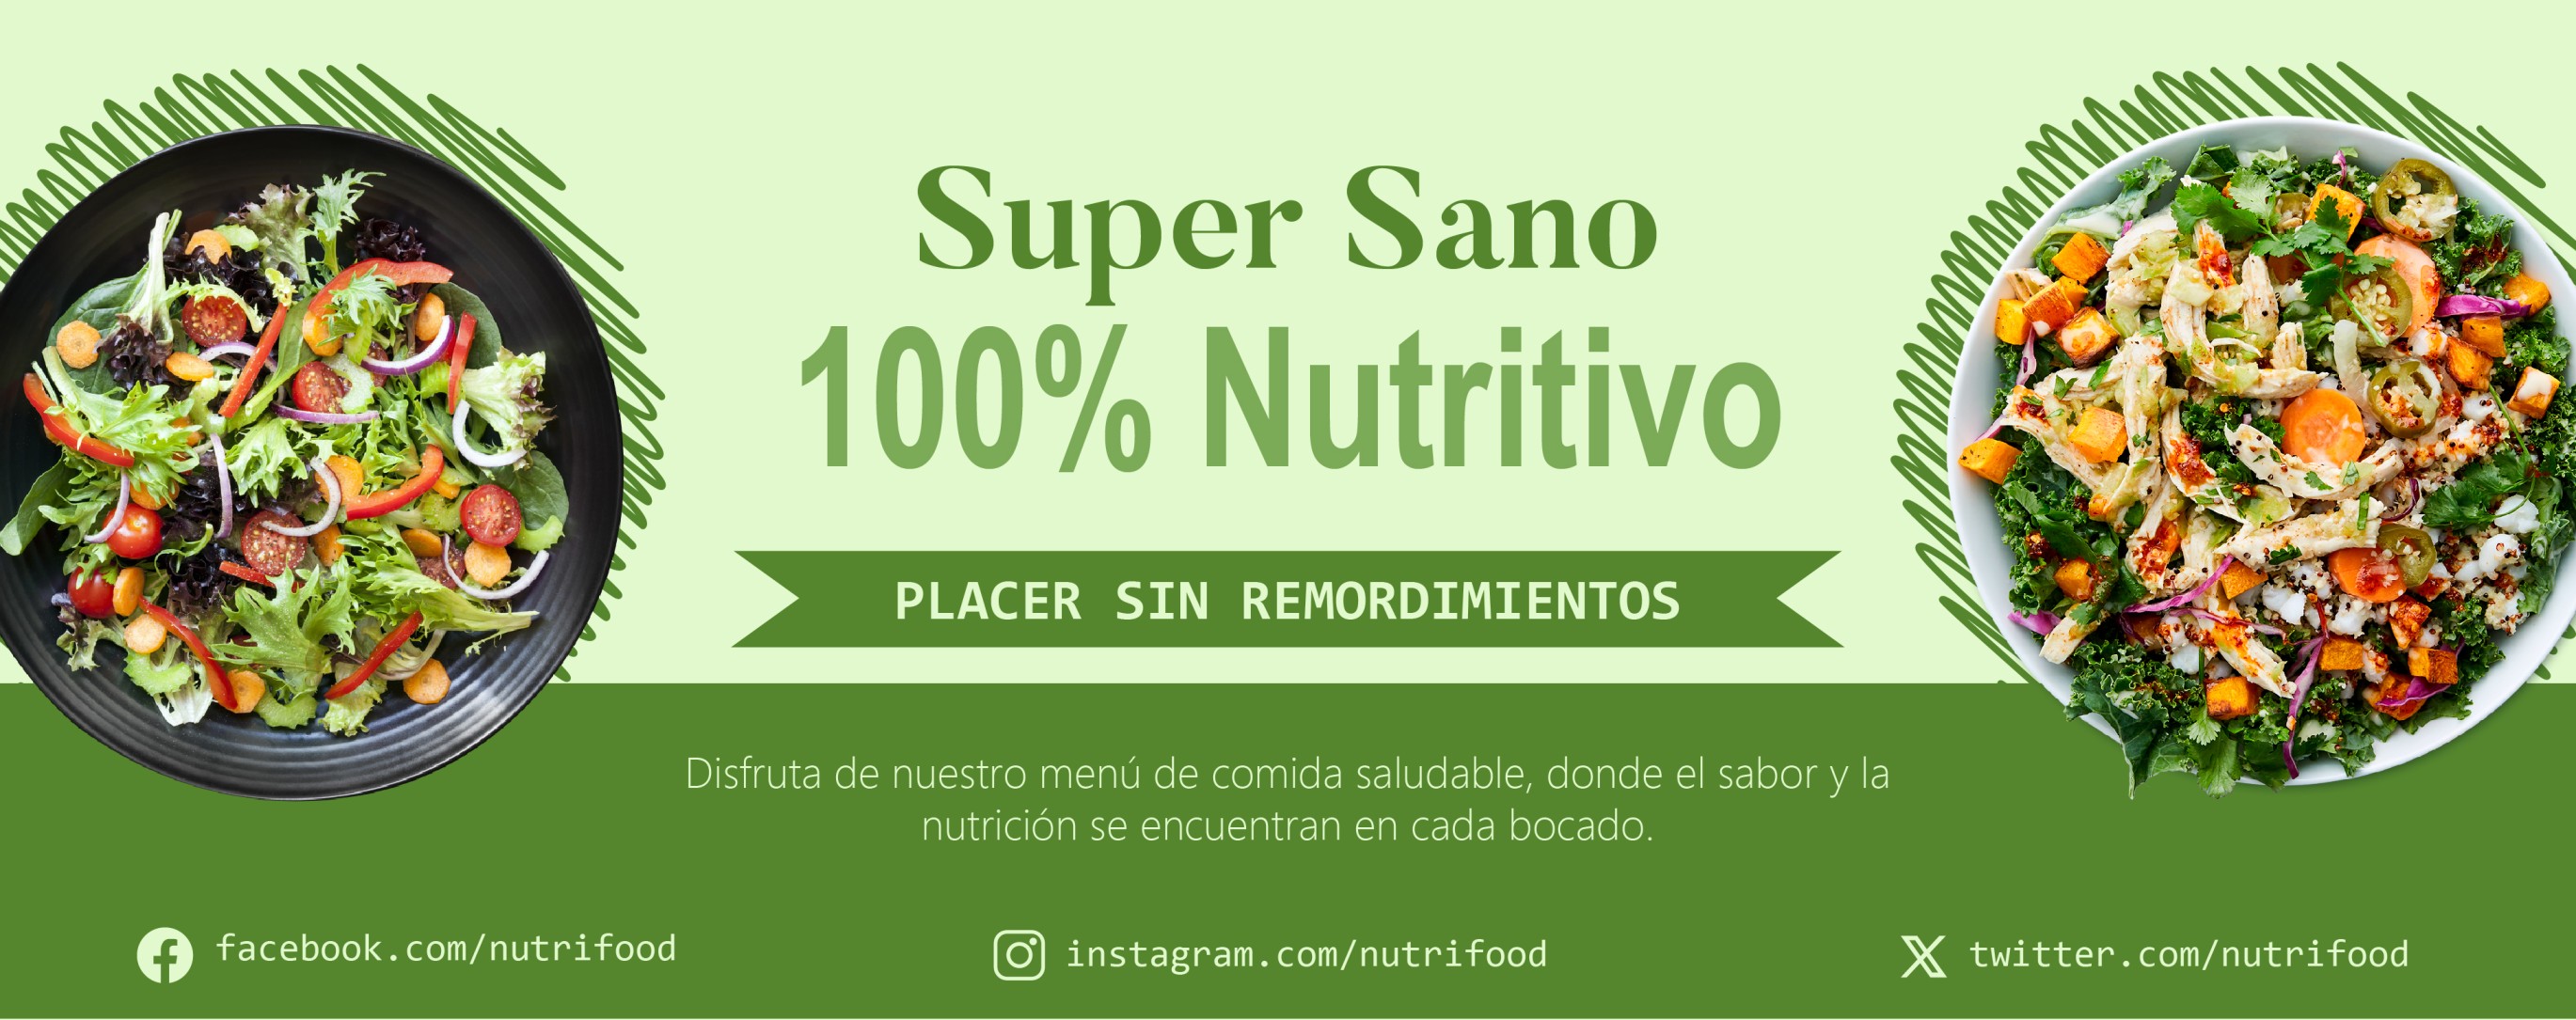 Super Sano
100% Nutritivo
PLACER SIN REMORDIMIENTOS
Disfruta de nuestro menú de comida saludable, donde el sabor y la
nutrición se encuentran en cada bocado.
facebook.com/nutrifood
instagram.com/nutrifood
twitter.com/nutrifood